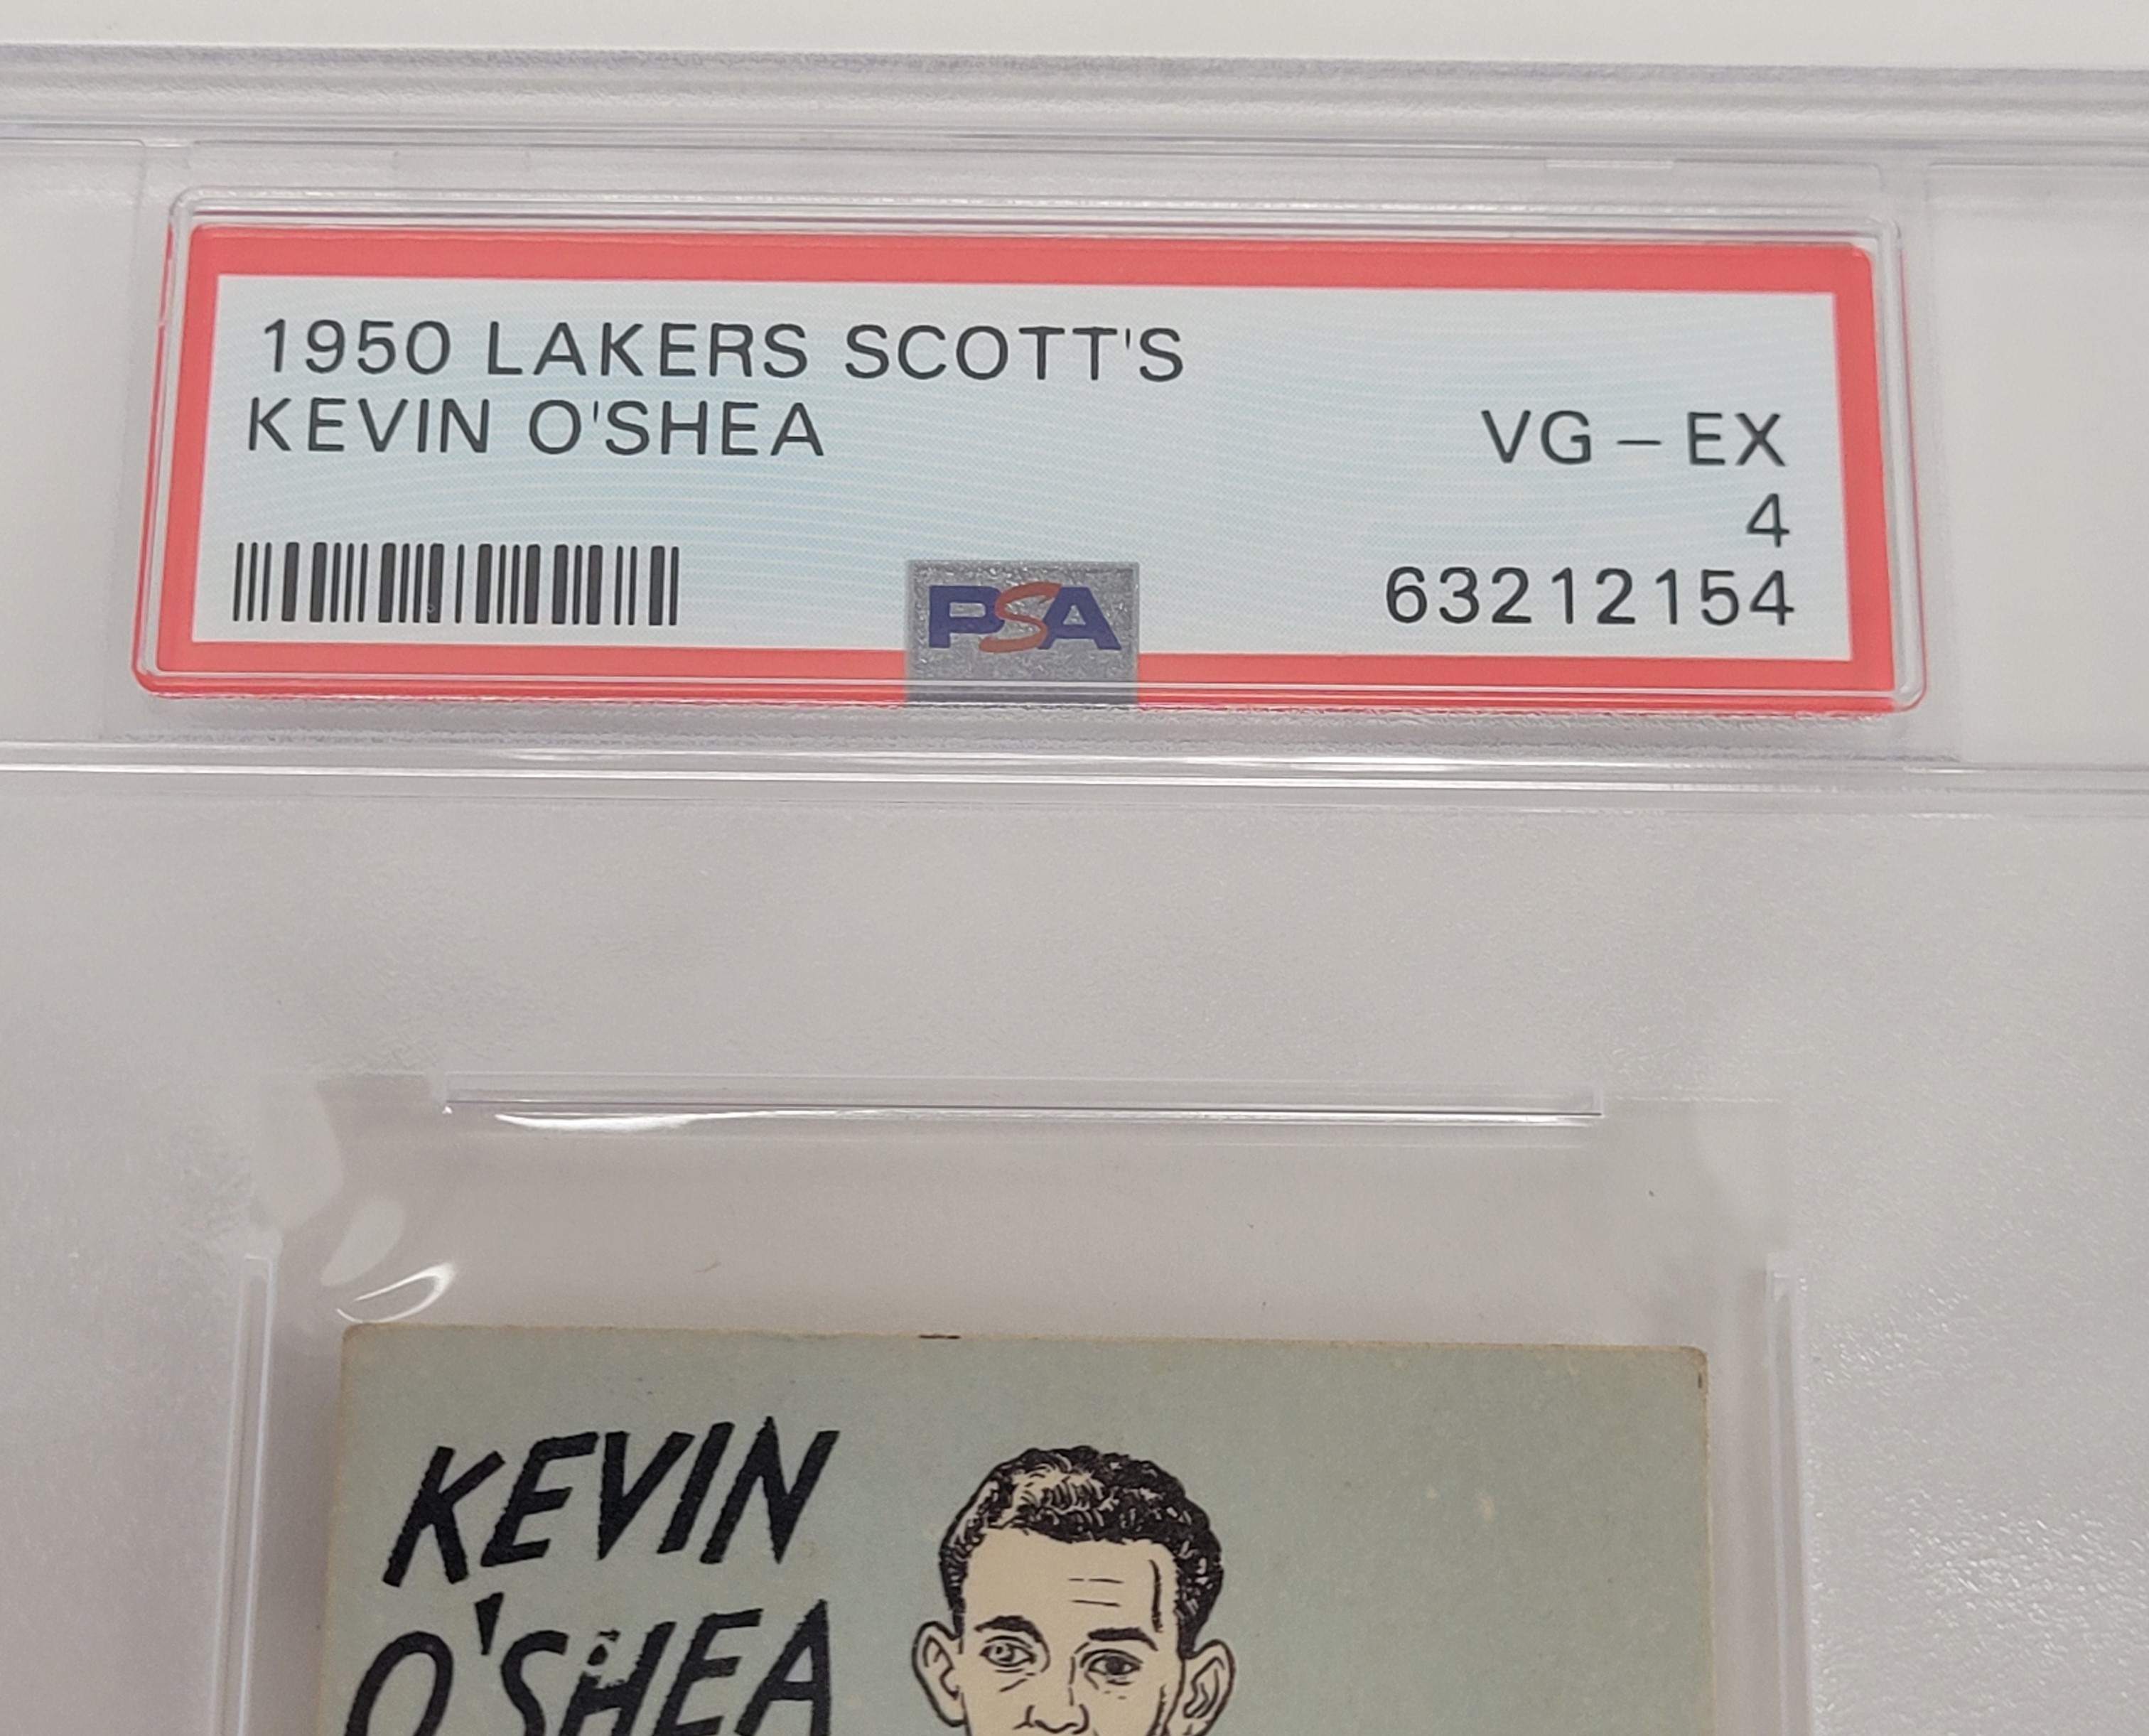 1950 LAKERS SCOTT'S
KEVIN O'SHEA
VG - EX
4
63212154
PSA
KEVIN
O'SHEA